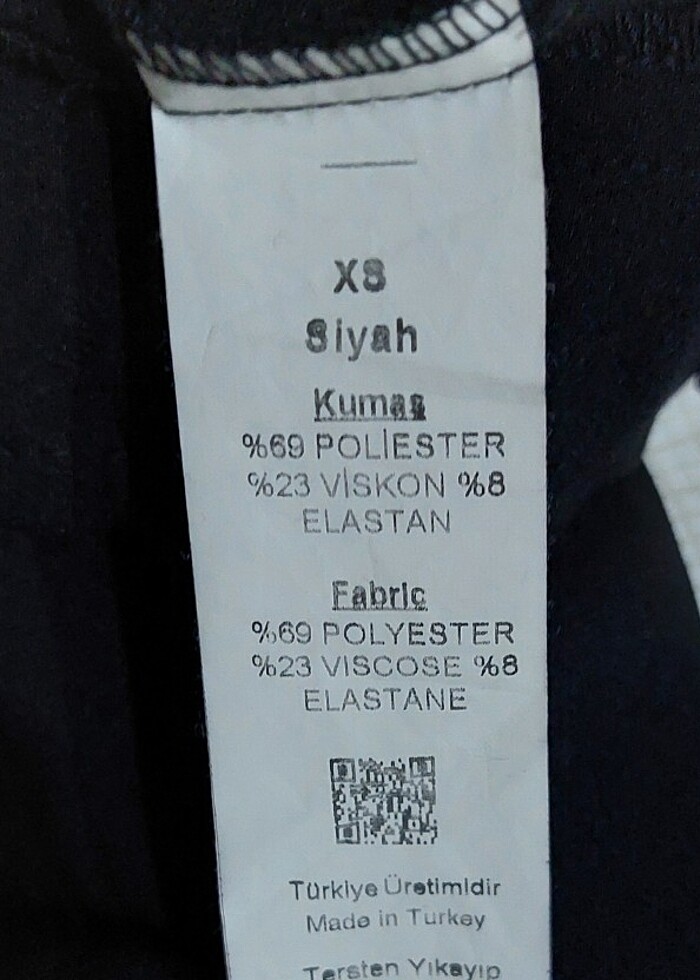 XS
Siyah
Kumaş
%69 POLİESTER
%23 VİSKON %8
ELASTAN
Fabric
%69 POLYESTER
%23 VISCOSE %8
ELASTANE
Türkiye Üretimidir
Made in Turkey
Tersten Yıkayıp